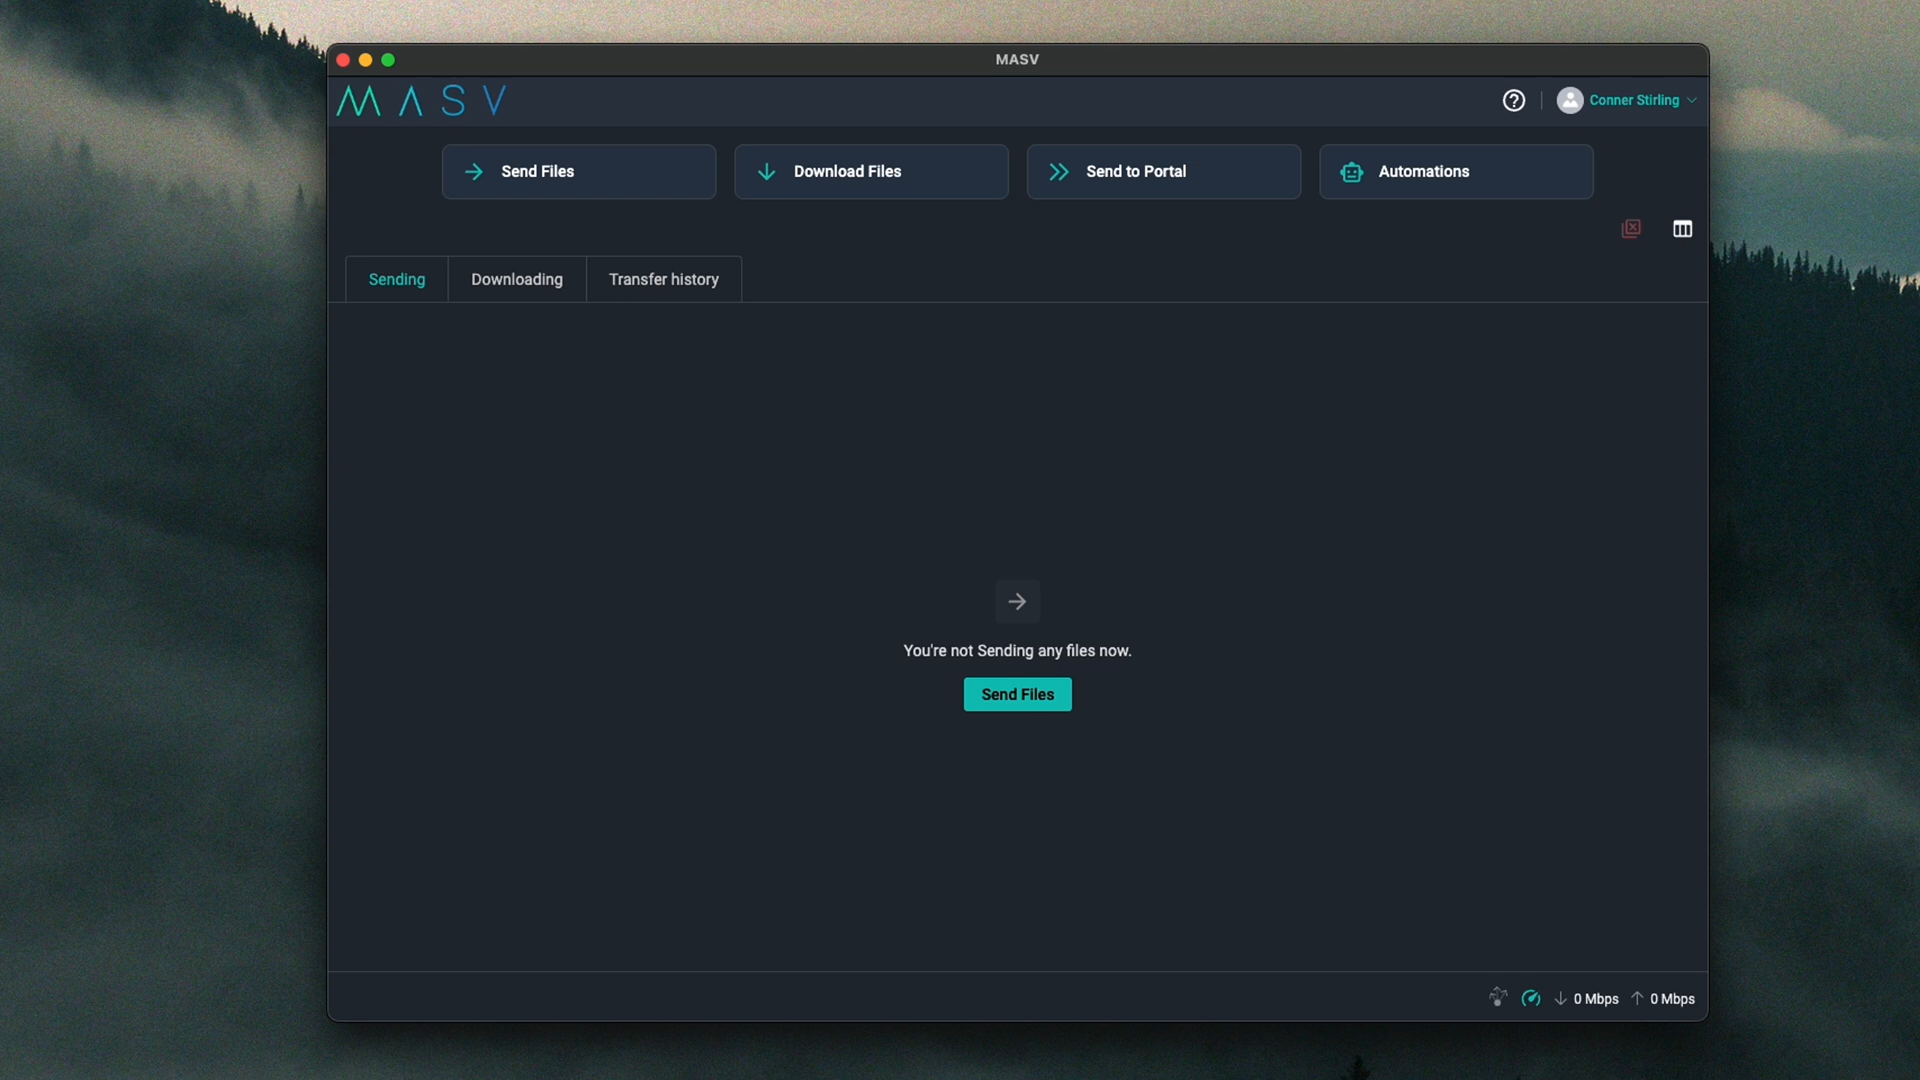 MASV
MASV
Conner Stirling
Send Files
Download Files
Send to Portal
Automations
Sending
Downloading
Transfer history
You're not Sending any files now.
Send Files
0 Mbps
0 Mbps